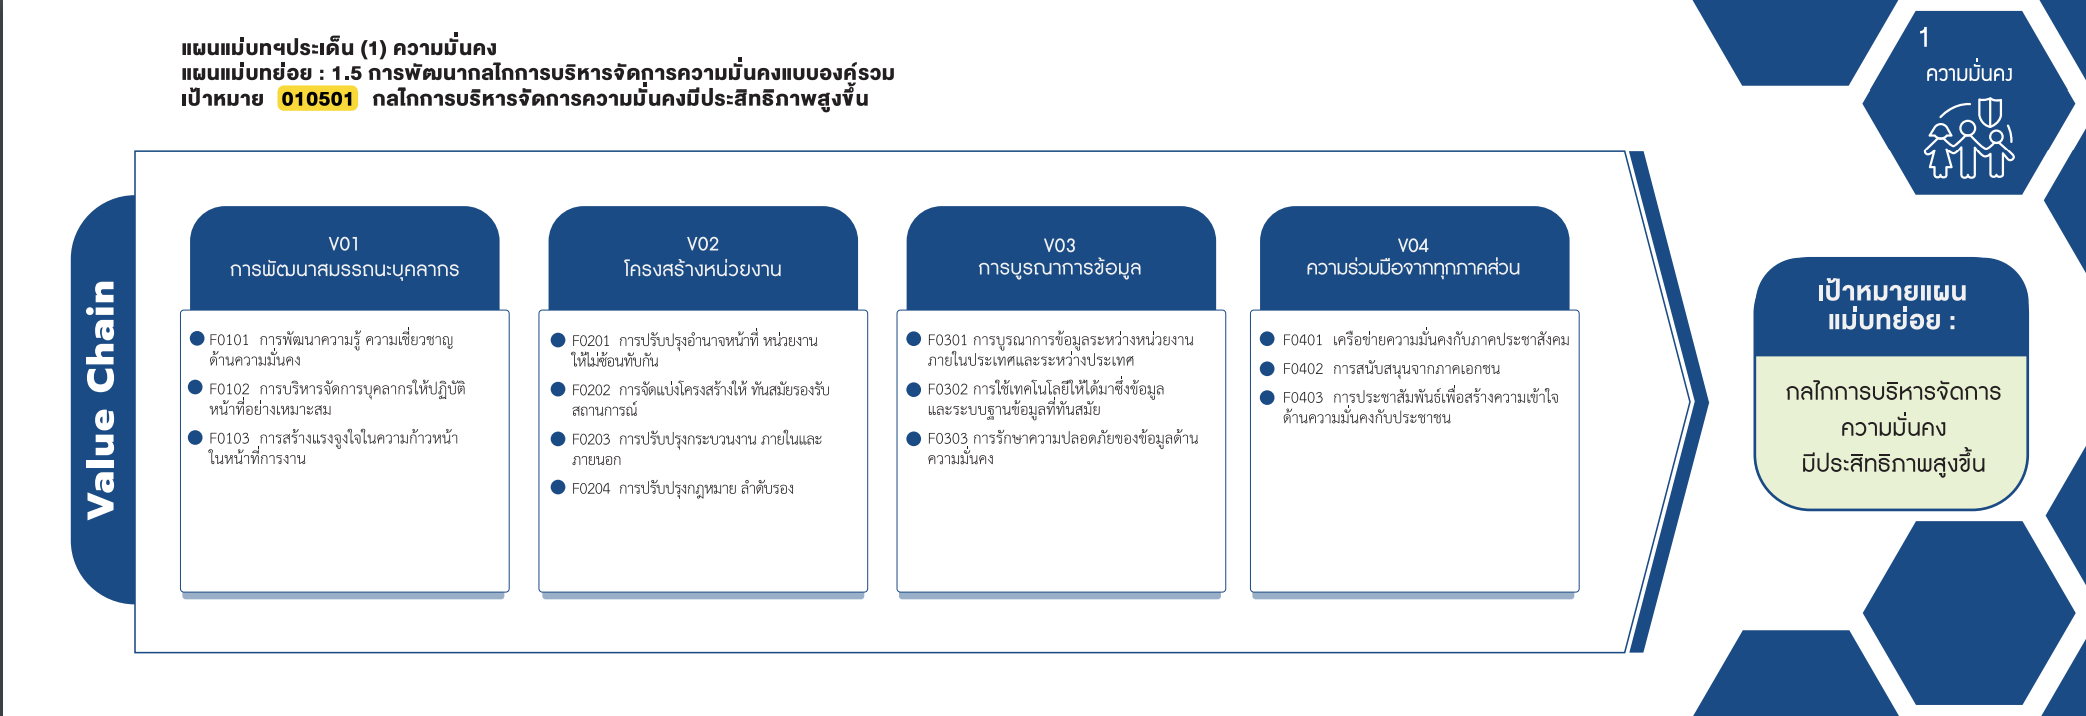 แผนแม่บทฯประเด็น (1) ความมั่นคง
แผนแม่บทย่อย : 1.5 การพัฒนากลไกการบริหารจัดการความมั่นคงแบบองค์รวม
เป้าหมาย 010501 กลไกการบริหารจัดการความมั่นคงมีประสิทธิภาพสูงขึ้น
1
ความมั่นคง
Value Chain
V01
การพัฒนาสมรรถนะบุคลากร
F0101 การพัฒนาความรู้ ความเชี่ยวชาญ
ด้านความมั่นคง
F0102 การบริหารจัดการบุคลากรให้ปฏิบัติ
หน้าที่อย่างเหมาะสม
F0103 การสร้างแรงจูงใจในความก้าวหน้า
ในหน้าที่การงาน
V02
โครงสร้างหน่วยงาน
F0201 การปรับปรุงอำนาจหน้าที่ หน่วยงาน
ให้ไม่ซ้อนทับกัน
F0202 การจัดแบ่งโครงสร้างให้ ทันสมัยรองรับ
สถานการณ์
F0203 การปรับปรุงกระบวนงาน ภายในและ
ภายนอก
F0204 การปรับปรุงกฎหมาย ลำดับรอง
V03
การบูรณาการข้อมูล
F0301 การบูรณาการข้อมูลระหว่างหน่วยงาน
ภายในประเทศและระหว่างประเทศ
F0302 การใช้เทคโนโลยีให้ได้มาซึ่งข้อมูล
และระบบฐานข้อมูลที่ทันสมัย
F0303 การรักษาความปลอดภัยของข้อมูลด้าน
ความมั่นคง
V04
ความร่วมมือจากทุกภาคส่วน
F0401 เครือข่ายความมั่นคงกับภาคประชาสังคม
F0402 การสนับสนุนจากภาคเอกชน
F0403 การประชาสัมพันธ์เพื่อสร้างความเข้าใจ
ด้านความมั่นคงกับประชาชน
เป้าหมายแผน
แม่บทย่อย :
กลไกการบริหารจัดการ
ความมั่นคง
มีประสิทธิภาพสูงขึ้น